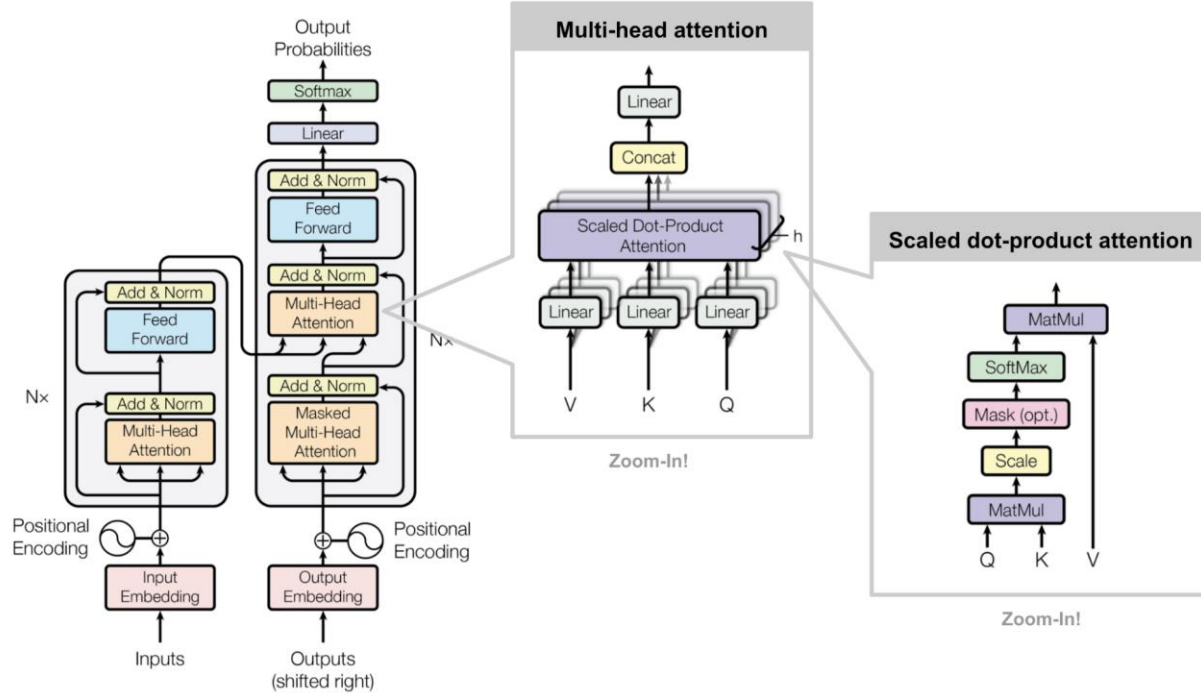 Output
Probabilities
Softmax
Linear
Add & Norm
Feed
Forward
Add & Norm
Multi-Head
Attention
Add & Norm
Masked
Multi-Head
Attention
Nx
Add & Norm
Feed
Forward
Add & Norm
Multi-Head
Attention
Nx
Positional
Encoding
Positional
Encoding
Input
Embedding
Output
Embedding
Inputs
Outputs
(shifted right)
Multi-head attention
Linear
Concat
Scaled Dot-Product
Attention
h
Linear
Linear
Linear
V
K
Q
Zoom-In!
Scaled dot-product attention
MatMul
SoftMax
Mask (opt.)
Scale
MatMul
Q
K
V
Zoom-In!